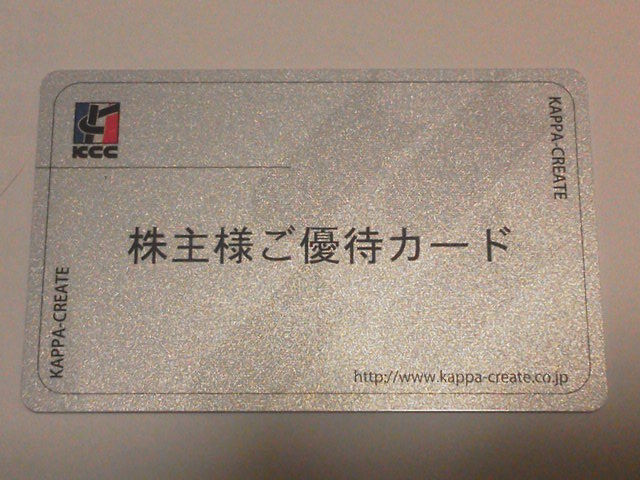 KCC
KAPPA-CREATE
株主様ご優待カード
KAPPA-CREATE
http://www.kappa-create.co.jp